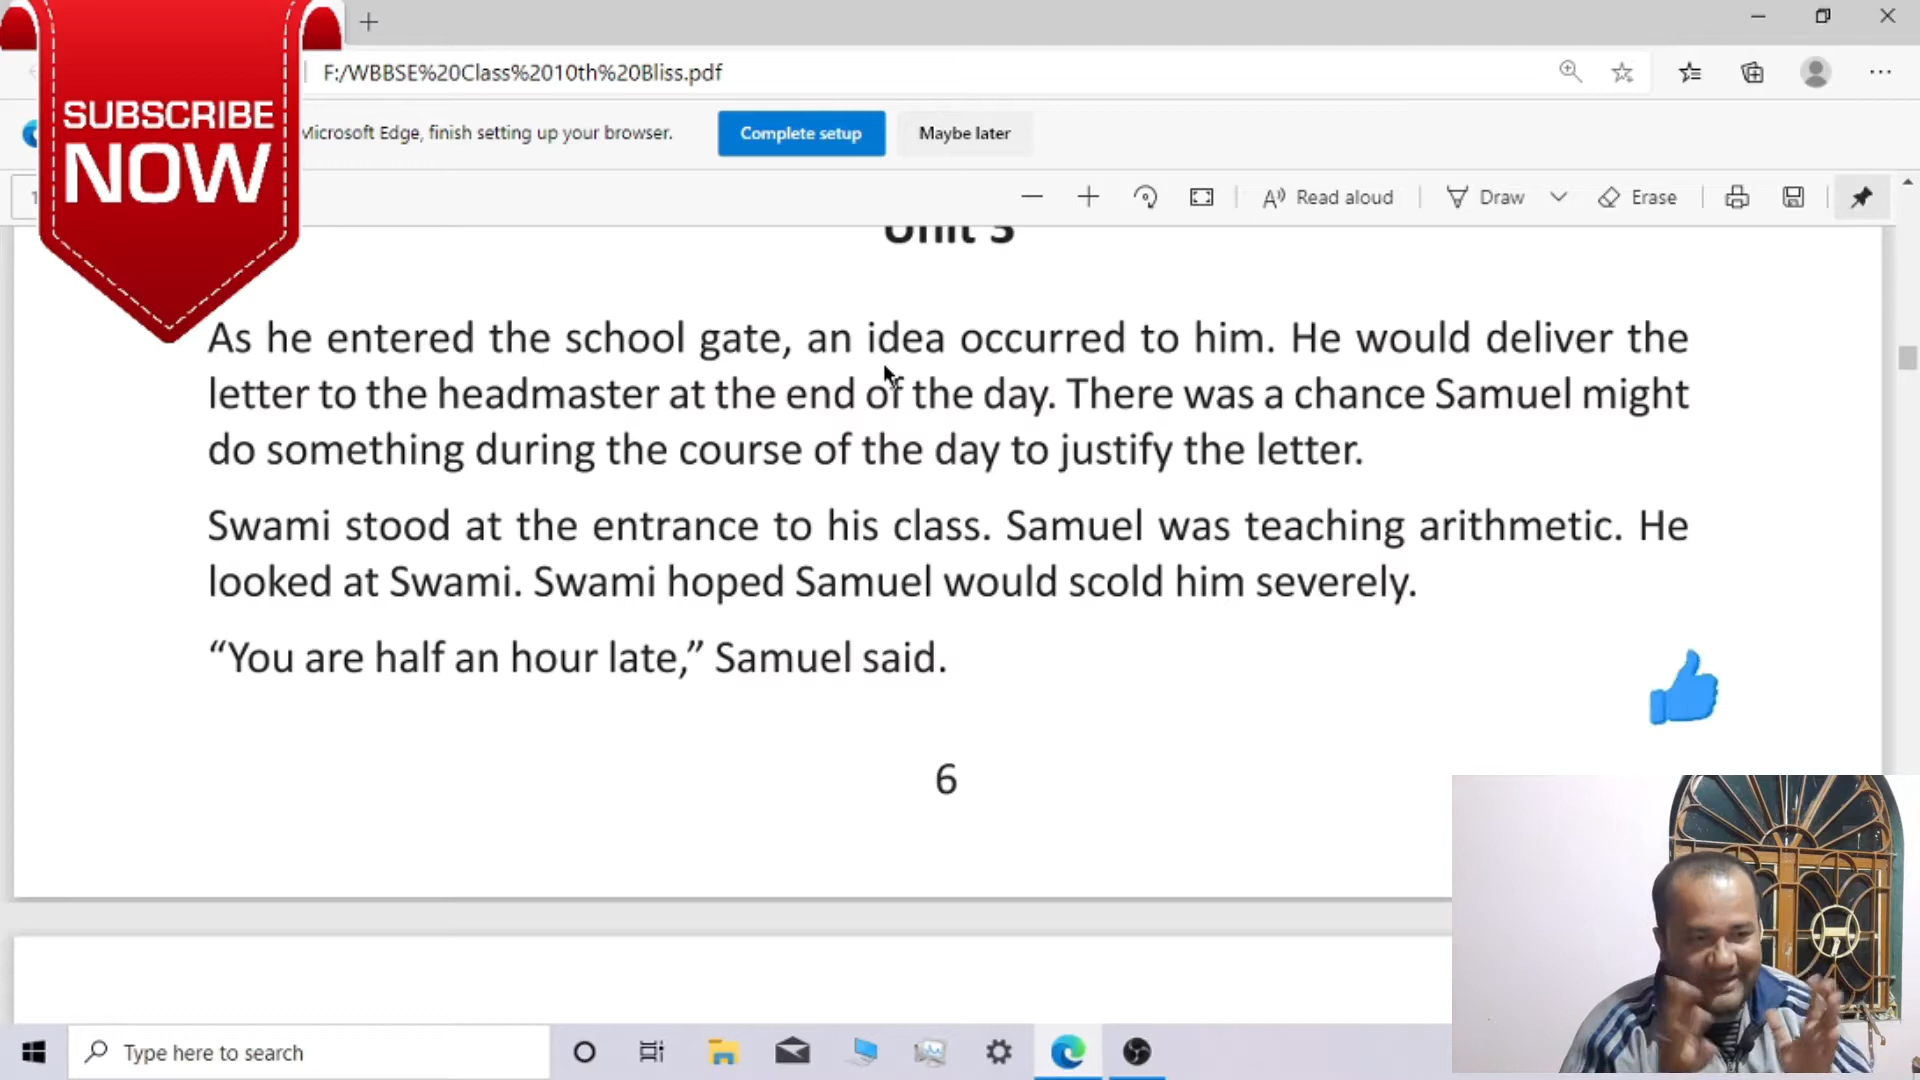 SUBSCRIBE
NOW
F:/WBBSE%20Class%2010th%20Bliss.pdf
Microsoft Edge, finish setting up your browser.
Complete setup
Maybe later
Read aloud
Draw
Erase
Unit 3
As he entered the school gate, an idea occurred to him. He would deliver the
letter to the headmaster at the end of the day. There was a chance Samuel might
do something during the course of the day to justify the letter.
Swami stood at the entrance to his class. Samuel was teaching arithmetic. He
looked at Swami. Swami hoped Samuel would scold him severely.
“You are half an hour late,” Samuel said.
6
Type here to search